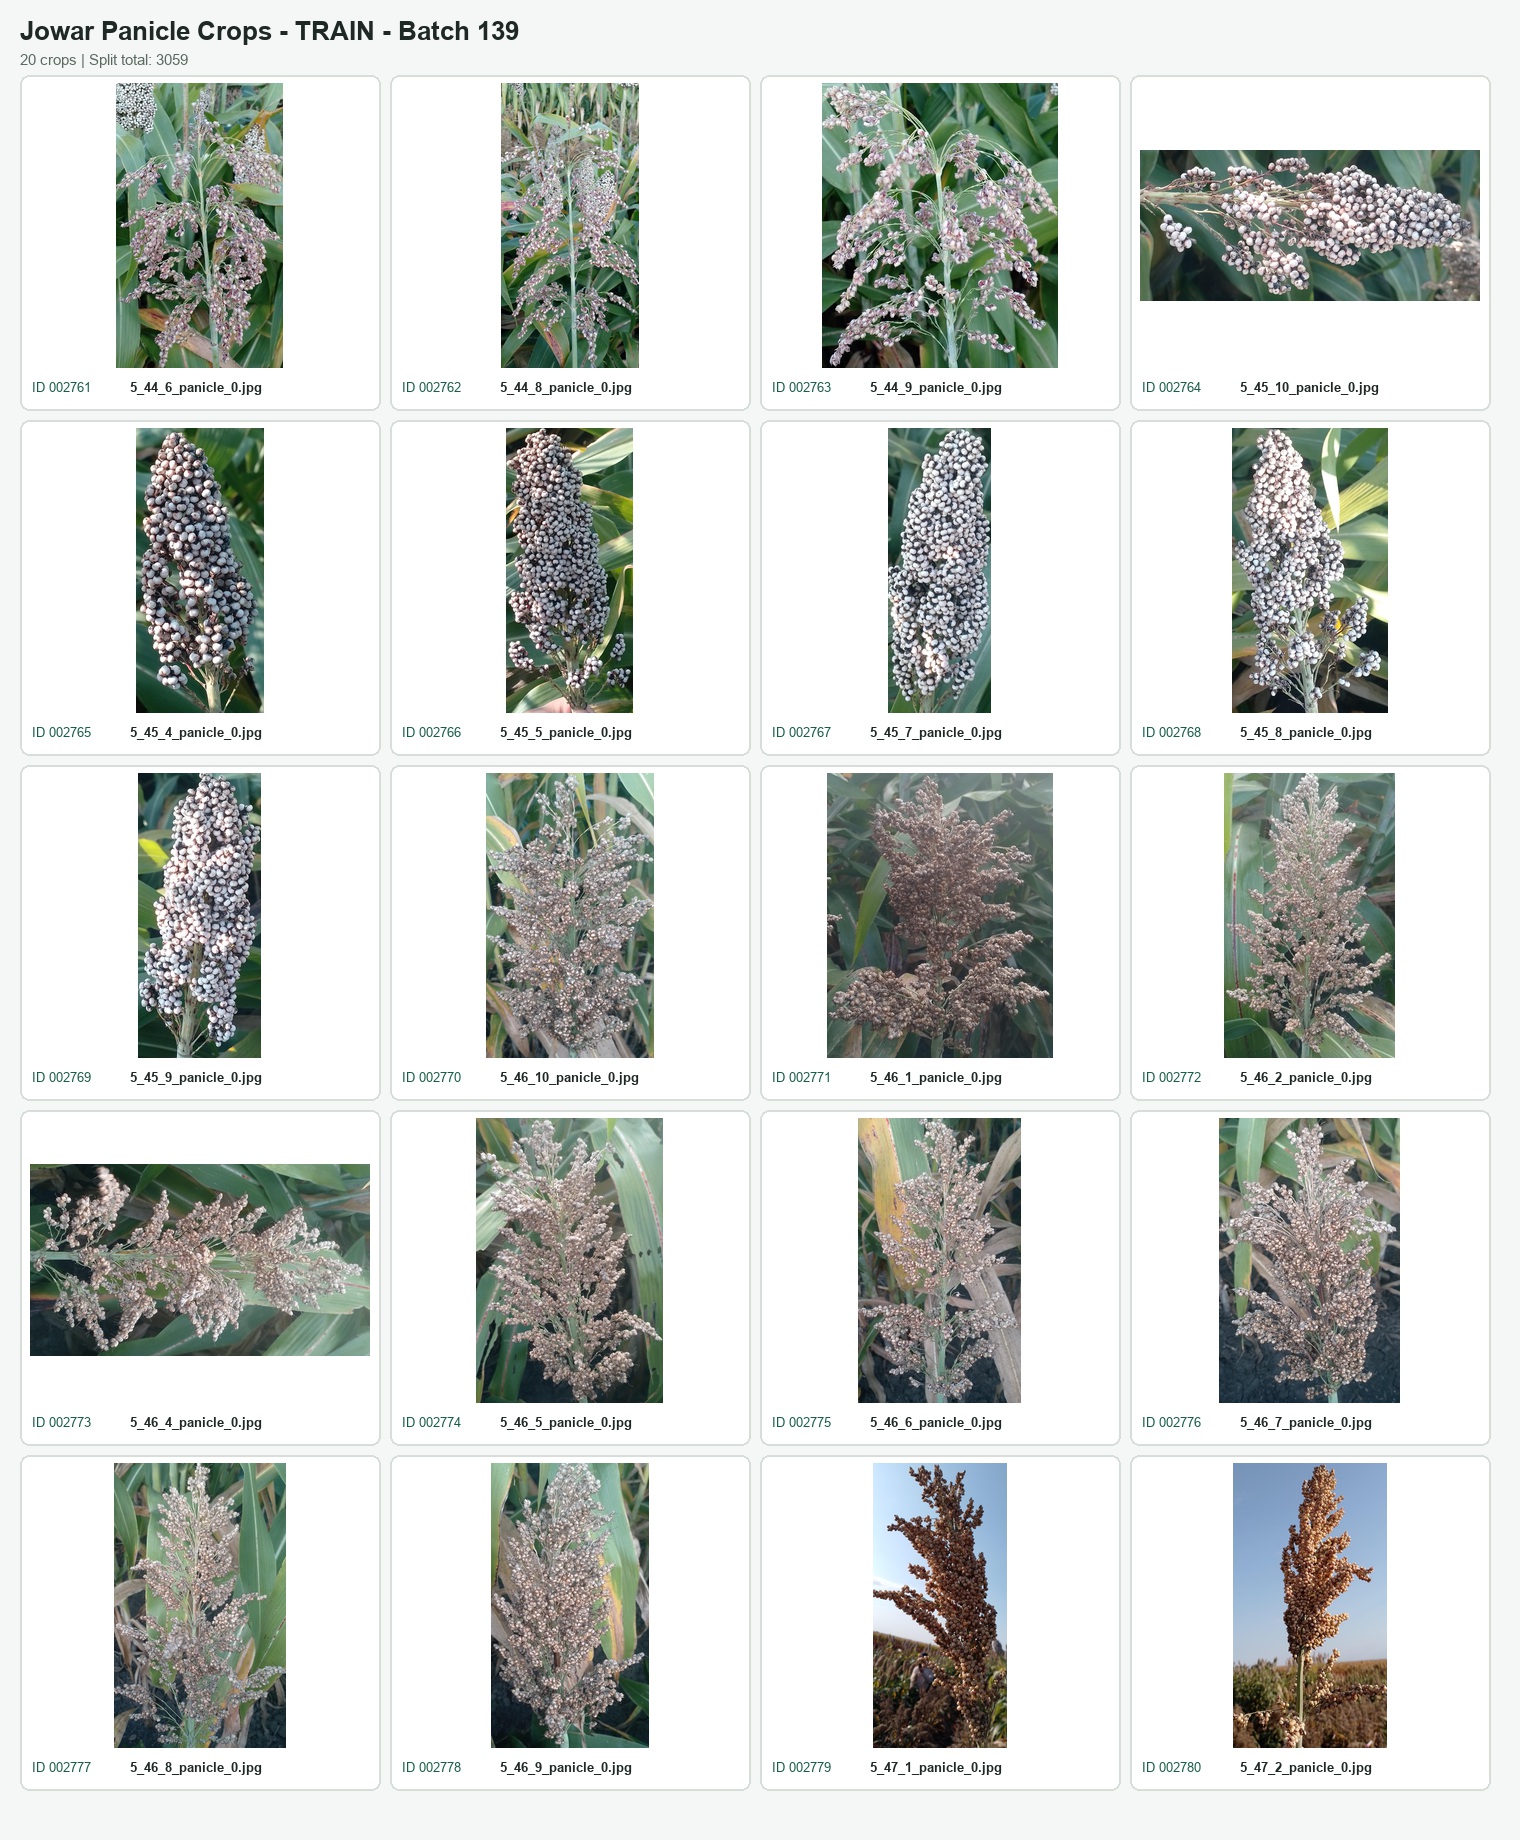 Jowar Panicle Crops - TRAIN - Batch 139
20 crops | Split total: 3059
ID 002761 5_44_6_panicle_0.jpg
ID 002762 5_44_8_panicle_0.jpg
ID 002763 5_44_9_panicle_0.jpg
ID 002764 5_45_10_panicle_0.jpg
ID 002765 5_45_4_panicle_0.jpg
ID 002766 5_45_5_panicle_0.jpg
ID 002767 5_45_7_panicle_0.jpg
ID 002768 5_45_8_panicle_0.jpg
ID 002769 5_45_9_panicle_0.jpg
ID 002770 5_46_10_panicle_0.jpg
ID 002771 5_46_1_panicle_0.jpg
ID 002772 5_46_2_panicle_0.jpg
ID 002773 5_46_4_panicle_0.jpg
ID 002774 5_46_5_panicle_0.jpg
ID 002775 5_46_6_panicle_0.jpg
ID 002776 5_46_7_panicle_0.jpg
ID 002777 5_46_8_panicle_0.jpg
ID 002778 5_46_9_panicle_0.jpg
ID 002779 5_47_1_panicle_0.jpg
ID 002780 5_47_2_panicle_0.jpg